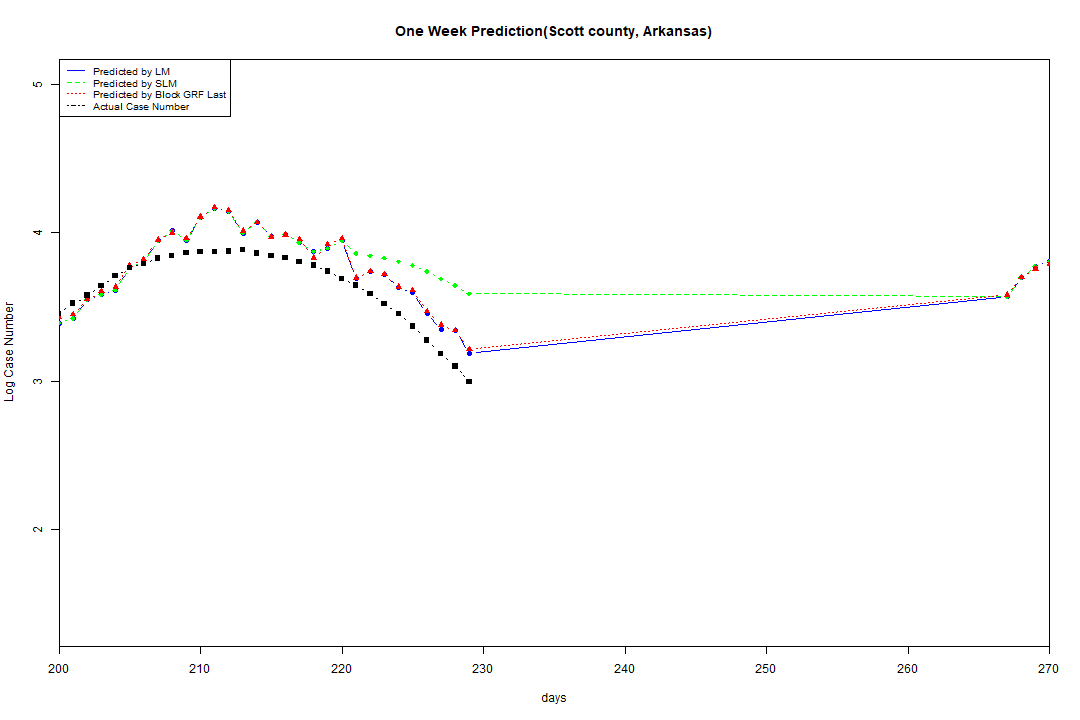 One Week Prediction(Scott county, Arkansas)
Predicted by LM
Predicted by SLM
Predicted by Block GRF Last
Actual Case Number
5
4
3
2
Log Case Number
200 210 220 230 240 250 260 270
days